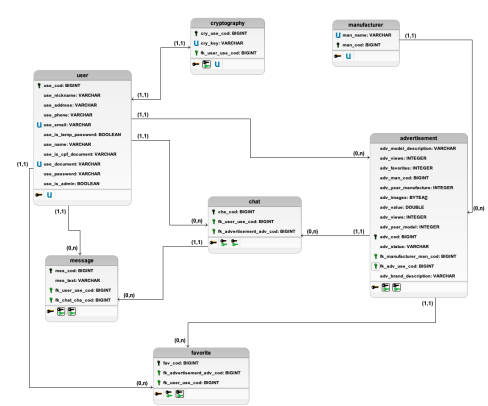 cryptography
cry_use_cod: BIGINT
U cry_key: VARCHAR
fk_user_use_cod: BIGINT
U
manufacturer
U man_name: VARCHAR
man_cod: BIGINT
U
(1,1)
(1,1)
user
use_cod: BIGINT
use_nickname: VARCHAR
use_address: VARCHAR
use_phone: VARCHAR
U use_email: VARCHAR
use_is_temp_password: BOOLEAN
use_name: VARCHAR
use_is_cpf_document: VARCHAR
U use_document: VARCHAR
use_password: VARCHAR
use_is_admin: BOOLEAN
U
(1,1)
(1,1)
(1,1)
(1,1)
(1,1)
(0,n)
(0,n)
(0,n)
(0,n)
advertisement
adv_model_description: VARCHAR
adv_views: INTEGER
adv_favorites: INTEGER
adv_man_cod: BIGINT
adv_year_manufacture: INTEGER
adv_images: BYTEA[]
adv_value: DOUBLE
adv_views: INTEGER
adv_year_model: INTEGER
adv_cod: BIGINT
adv_status: VARCHAR
fk_manufacturer_man_cod: BIGINT
fk_adv_use_cod: BIGINT
adv_brand_description: VARCHAR
chat
cha_cod: BIGINT
fk_user_use_cod: BIGINT
fk_advertisement_adv_cod: BIGINT
(0,n)
(1,1)
(1,1)
(0,n)
message
mes_cod: BIGINT
mes_text: VARCHAR
fk_user_use_cod: BIGINT
fk_chat_cha_cod: BIGINT
(1,1)
(0,n)
(0,n)
favorite
fav_cod: BIGINT
fk_advertisement_adv_cod: BIGINT
fk_user_use_cod: BIGINT